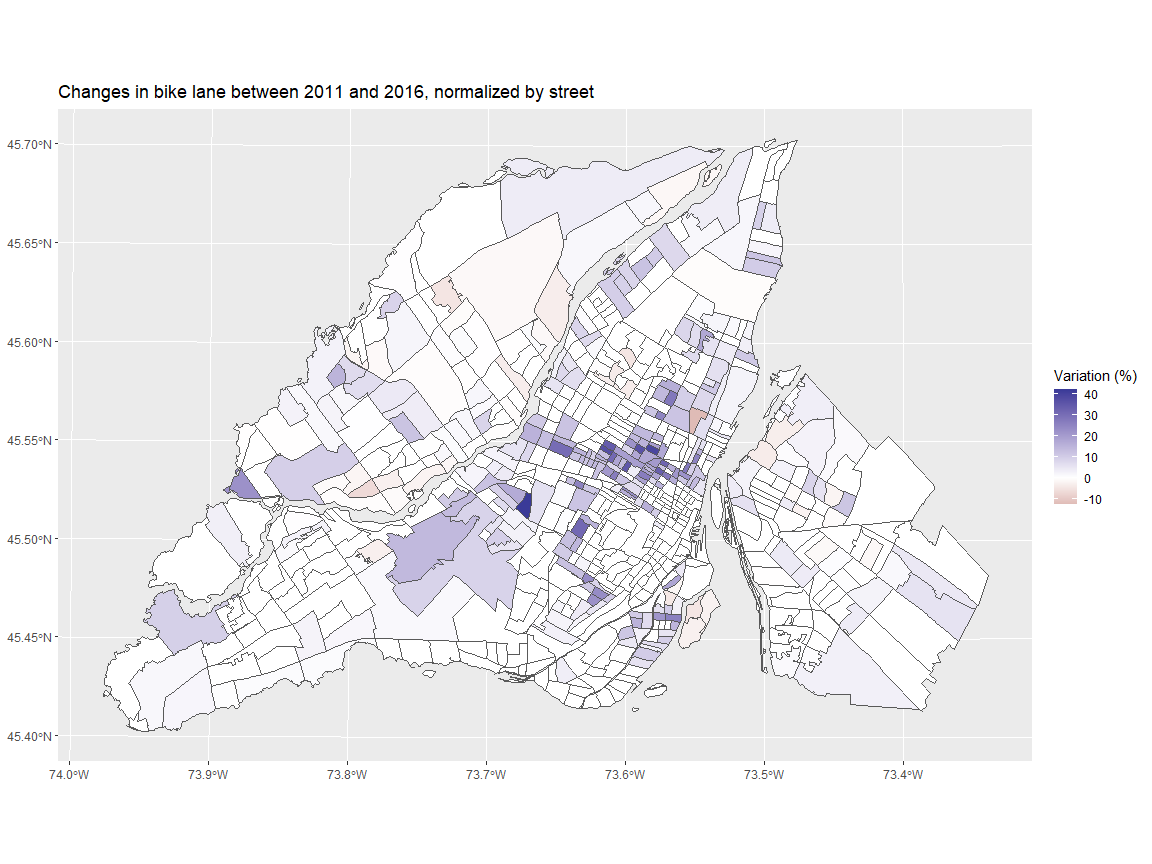 Changes in bike lane between 2011 and 2016, normalized by street
45.70°N
45.65°N
45.60°N
45.55°N
45.50°N
45.45°N
45.40°N
74.0°W 73.9°W 73.8°W 73.7°W 73.6°W 73.5°W 73.4°W
Variation (%)
40
30
20
10
0
-10